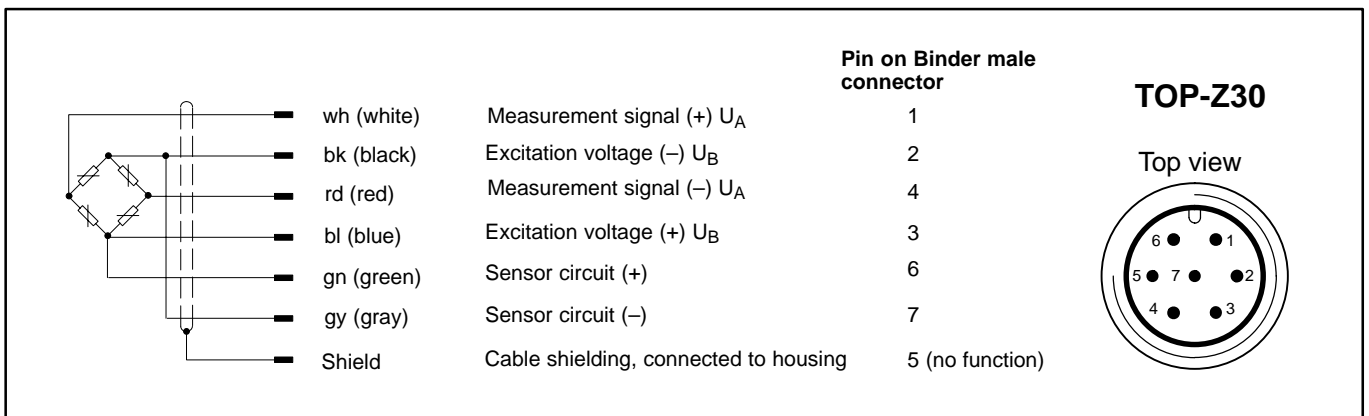 Pin on Binder male
connector
TOP-Z30
wh (white) Measurement signal (+) UA 1
bk (black) Excitation voltage (–) UB 2
rd (red) Measurement signal (–) UA 4
bl (blue) Excitation voltage (+) UB 3
gn (green) Sensor circuit (+) 6
gy (gray) Sensor circuit (–) 7
Shield Cable shielding, connected to housing 5 (no function)
Top view
6 1
5 7 2
4 3